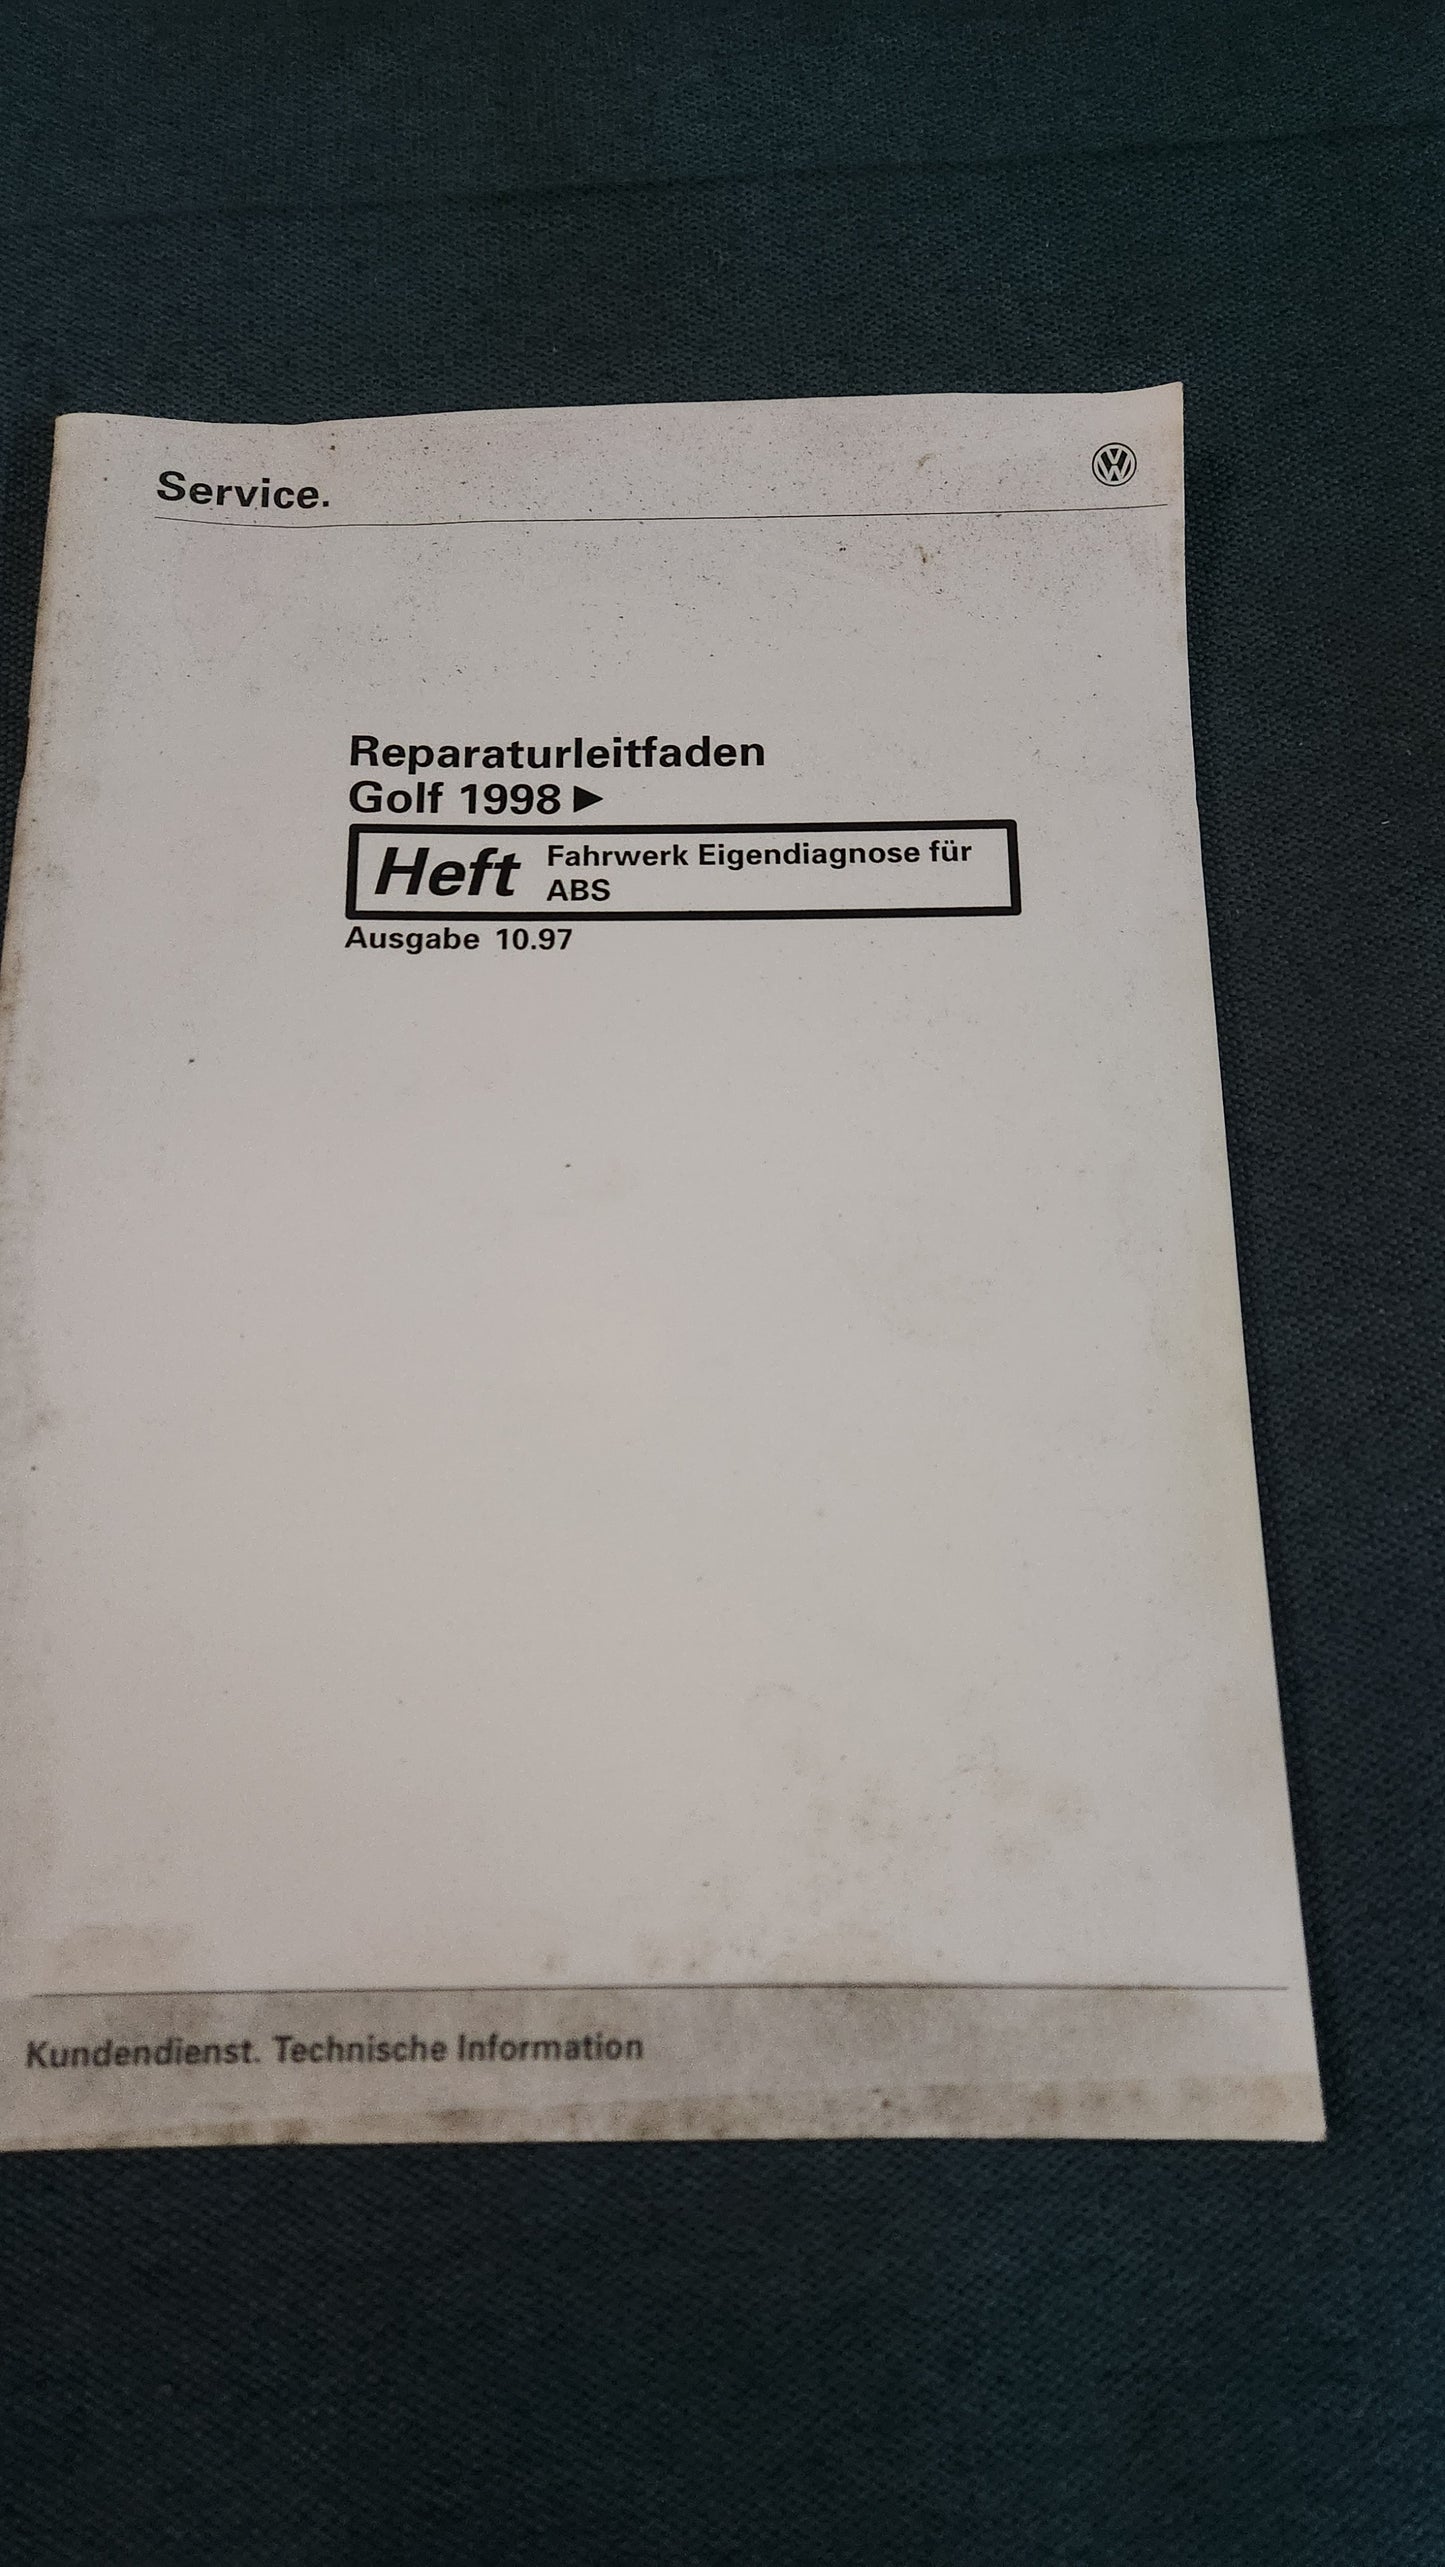 Service.
Reparaturleitfaden
Golf 1998 ►
Heft Fahrwerk Eigendiagnose für
ABS
Ausgabe 10.97
Kundendienst. Technische Information